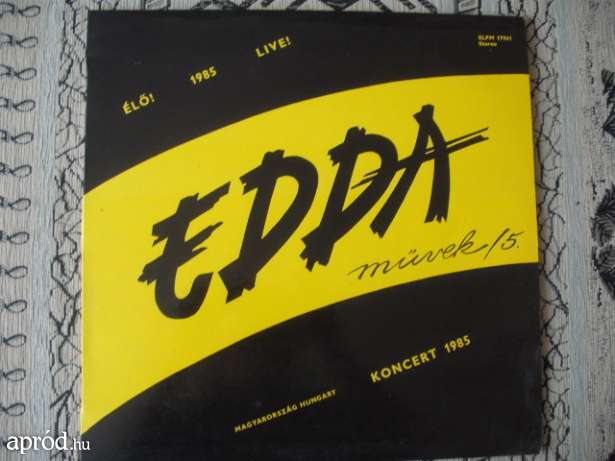 SLPM 17961
Stereo
ÉLŐ! 1985 LIVE!
EDDA
művek/5.
KONCERT 1985
MAGYARORSZÁG HUNGARY
apród.hu